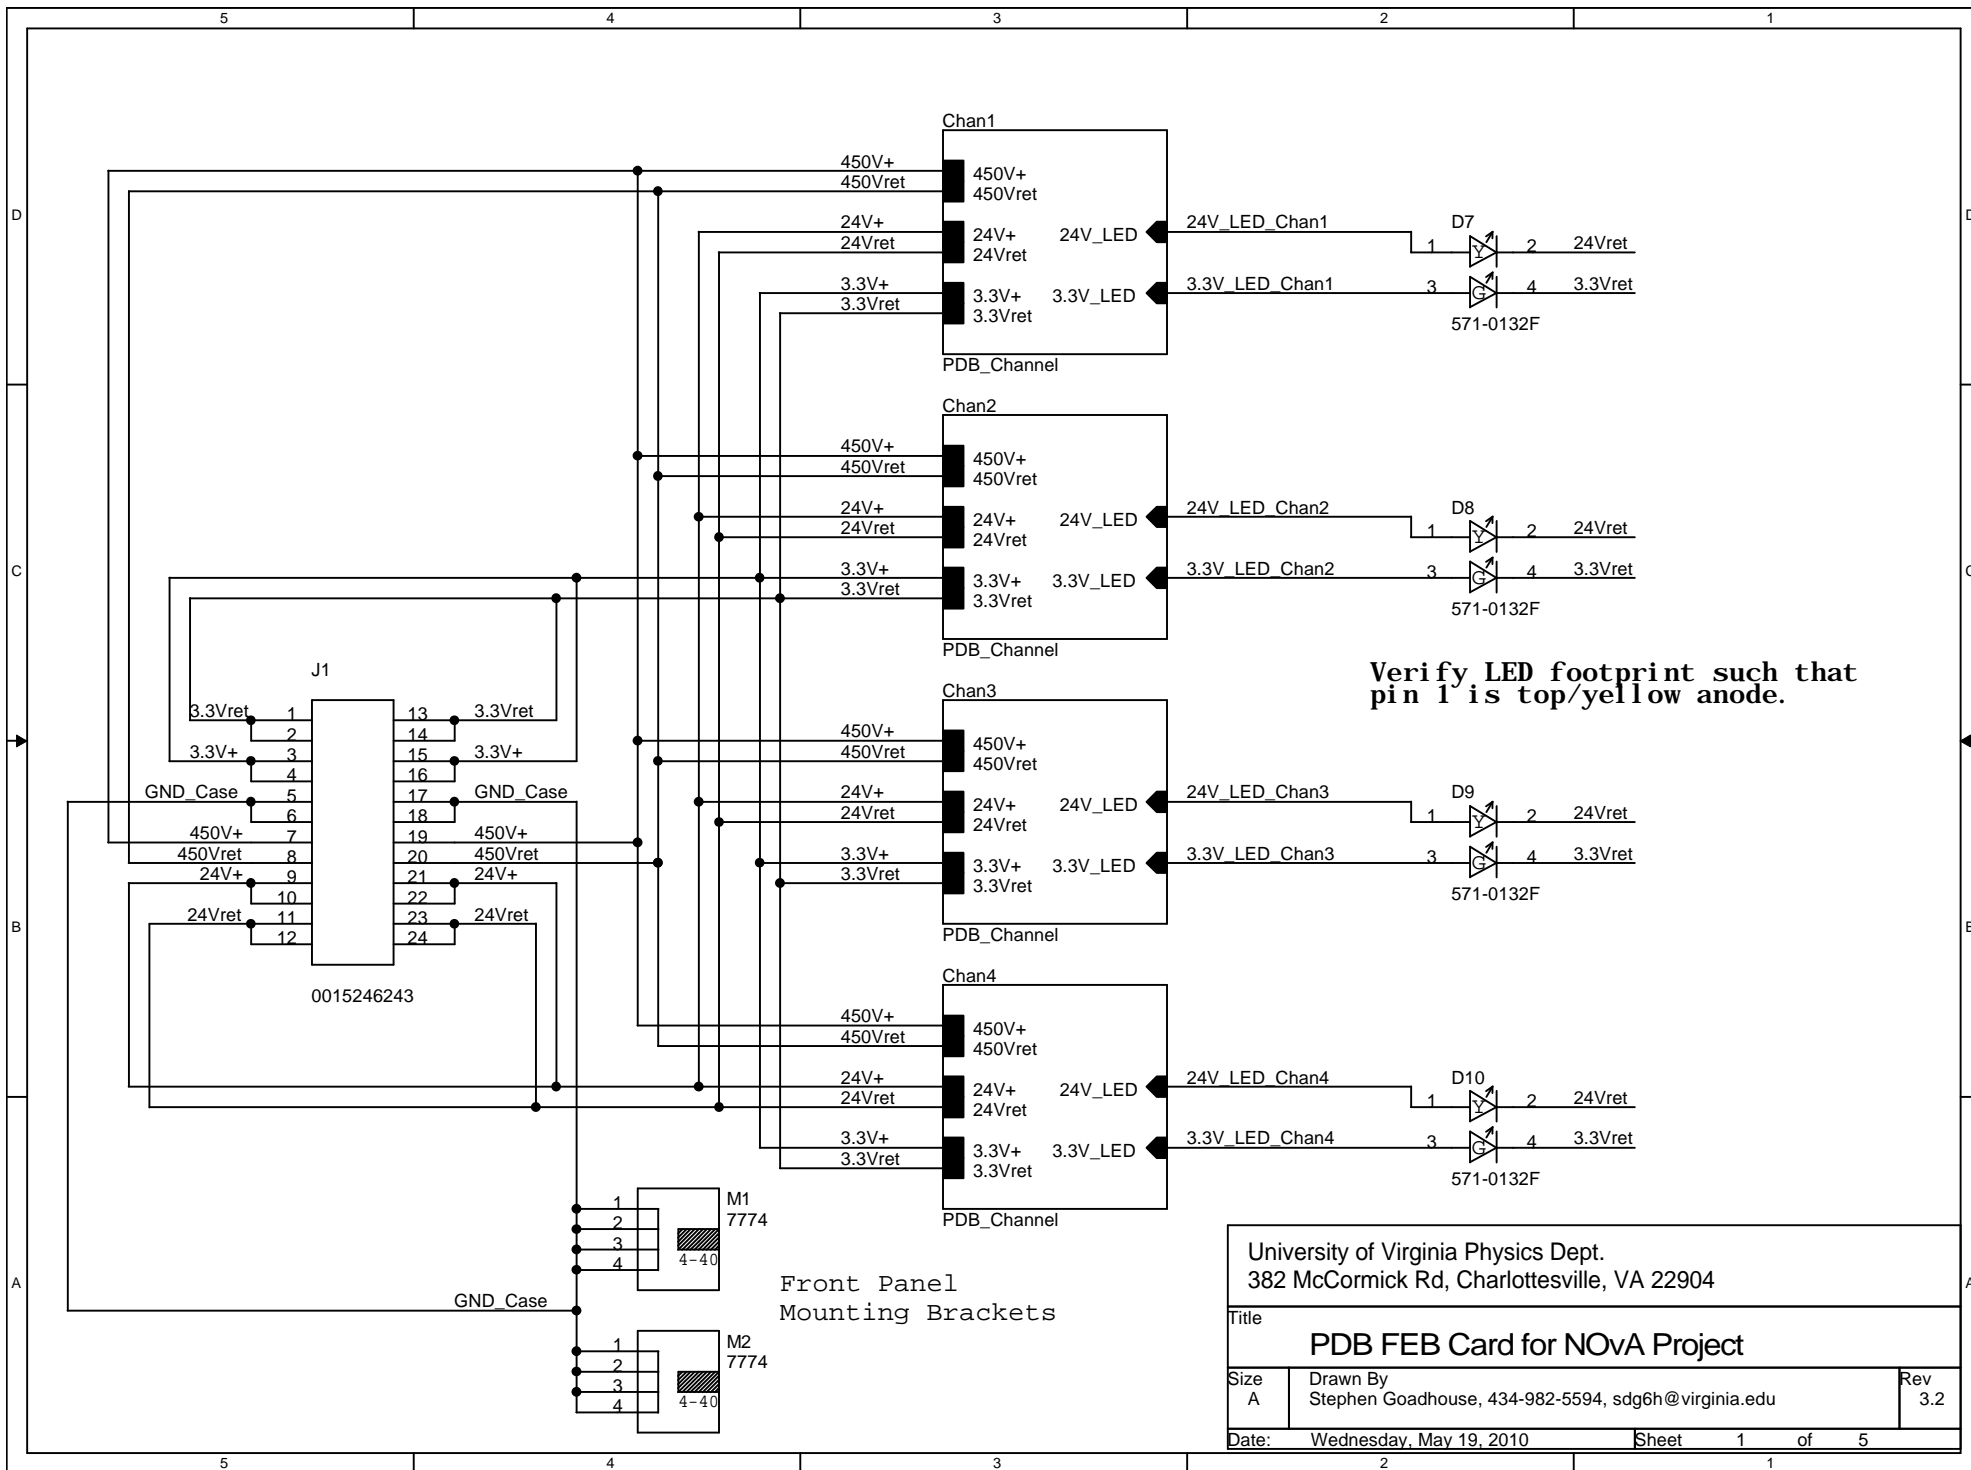 5 4 3 2 1
D
C
B
A
Chan1
450V+
450Vret
24V+
24Vret
3.3V+
3.3Vret
450V+
450Vret
24V+
24Vret
3.3V+
3.3Vret
24V_LED
3.3V_LED
PDB_Channel
24V_LED_Chan1
3.3V_LED_Chan1
D7
1 Y 2 24Vret
3 G 4 3.3Vret
571-0132F
Chan2
450V+
450Vret
24V+
24Vret
3.3V+
3.3Vret
450V+
450Vret
24V+
24Vret
3.3V+
3.3Vret
24V_LED
3.3V_LED
PDB_Channel
24V_LED_Chan2
3.3V_LED_Chan2
D8
1 Y 2 24Vret
3 G 4 3.3Vret
571-0132F
Verify LED footprint such that
pin 1 is top/yellow anode.
J1
3.3Vret 1 13 3.3Vret
2 14
3.3V+ 3 15 3.3V+
4 16
GND_Case 5 17 GND_Case
6 18
450V+ 7 19 450V+
450Vret 8 20 450Vret
24V+ 9 21 24V+
10 22
24Vret 11 23 24Vret
12 24
0015246243
Chan3
450V+
450Vret
24V+
24Vret
3.3V+
3.3Vret
450V+
450Vret
24V+
24Vret
3.3V+
3.3Vret
24V_LED
3.3V_LED
PDB_Channel
24V_LED_Chan3
3.3V_LED_Chan3
D9
1 Y 2 24Vret
3 G 4 3.3Vret
571-0132F
Chan4
450V+
450Vret
24V+
24Vret
3.3V+
3.3Vret
450V+
450Vret
24V+
24Vret
3.3V+
3.3Vret
24V_LED
3.3V_LED
PDB_Channel
24V_LED_Chan4
3.3V_LED_Chan4
D10
1 Y 2 24Vret
3 G 4 3.3Vret
571-0132F
1
2
3
4
M1
7774
4-40
GND_Case
1
2
3
4
M2
7774
4-40
Front Panel
Mounting Brackets
University of Virginia Physics Dept.
382 McCormick Rd, Charlottesville, VA 22904
Title
PDB FEB Card for NOvA Project
Size Drawn By Rev
A Stephen Goadhouse, 434-982-5594, sdg6h@virginia.edu 3.2
Date: Wednesday, May 19, 2010 Sheet 1 of 5
5 4 3 2 1